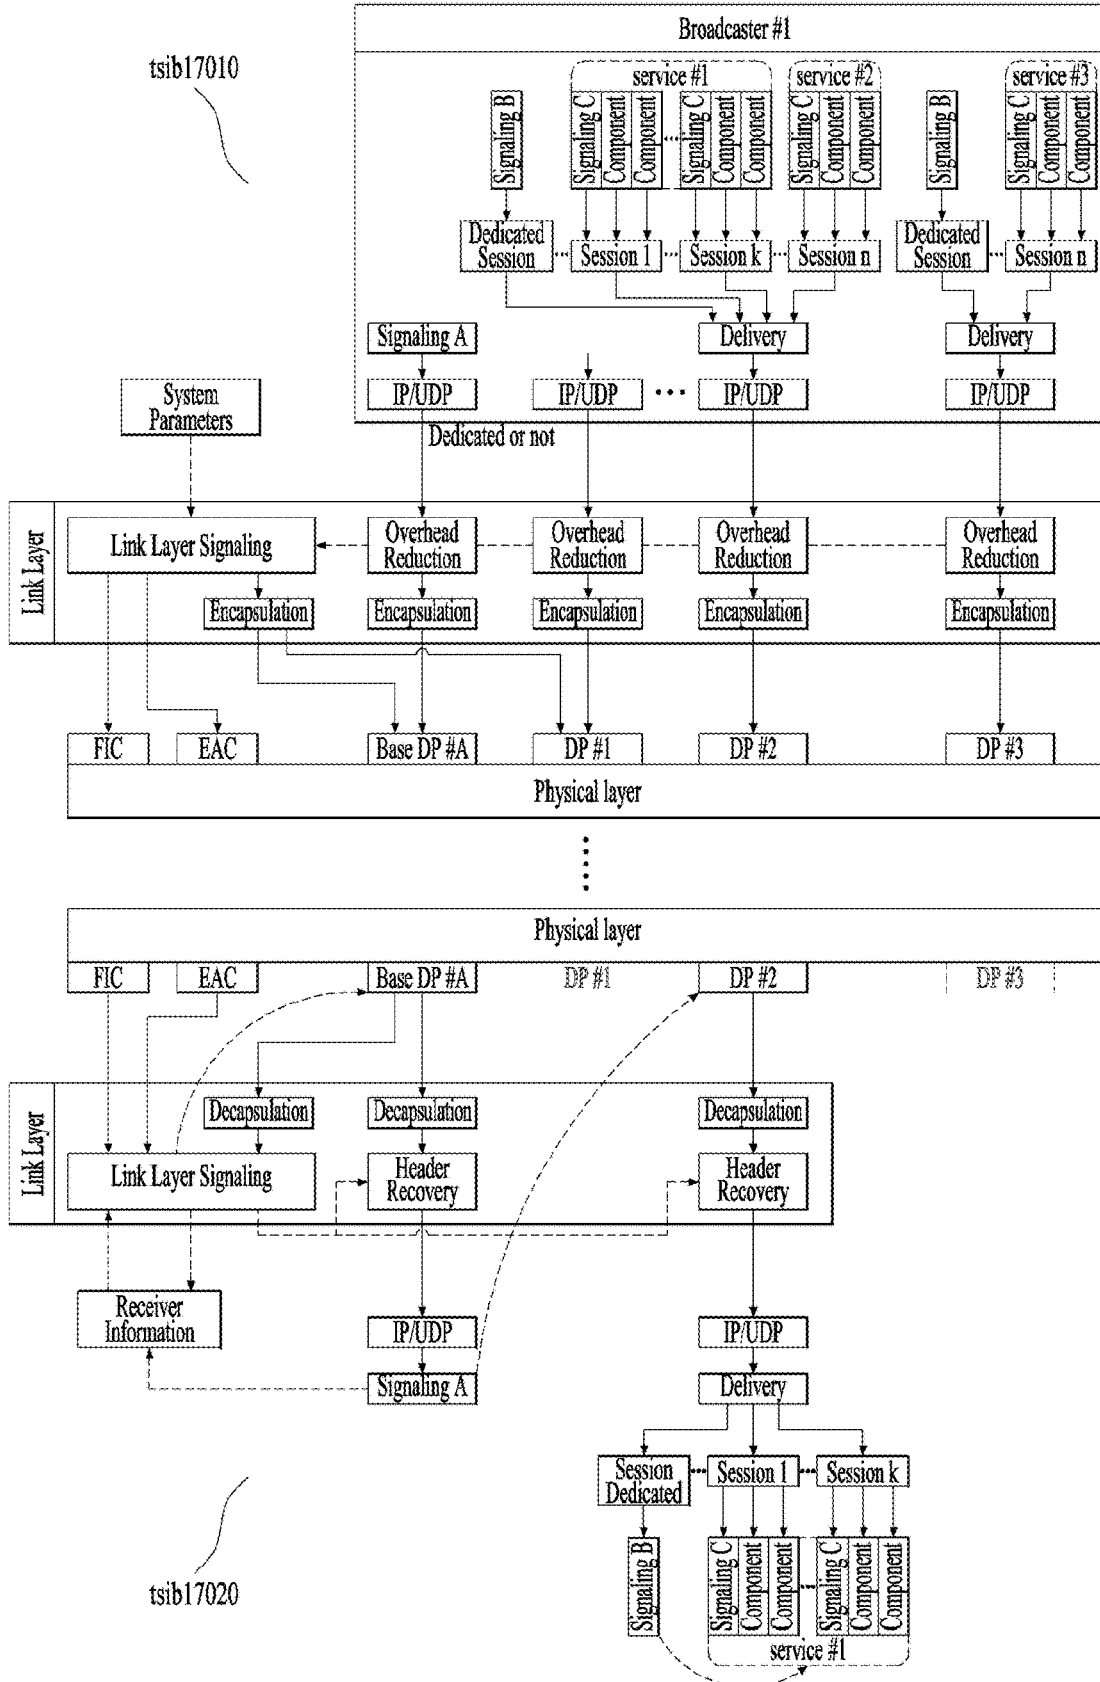 Broadcaster #1
tsib17010
service #1
service #2
service #3
Signaling B
Signaling C
Component
Component
Signaling C
Component
Component
Signaling C
Component
Component
Signaling B
Signaling C
Component
Component
Dedicated
Session
Session 1
Session k
Session n
Dedicated
Session
Session n
Signaling A
Delivery
Delivery
System
Parameters
IP/UDP
IP/UDP
IP/UDP
IP/UDP
Dedicated or not
Link Layer
Link Layer Signaling
Overhead
Reduction
Overhead
Reduction
Overhead
Reduction
Overhead
Reduction
Encapsulation
Encapsulation
Encapsulation
Encapsulation
Encapsulation
FIC
EAC
Base DP #A
DP #1
DP #2
DP #3
Physical layer
Physical layer
FIC
EAC
Base DP #A
DP #1
DP #2
DP #3
Link Layer
Decapsulation
Decapsulation
Decapsulation
Link Layer Signaling
Header
Recovery
Header
Recovery
Receiver
Information
IP/UDP
IP/UDP
Signaling A
Delivery
Session
Dedicated
Session 1
Session k
Signaling B
Signaling C
Component
Component
Signaling C
Component
Component
service #1
tsib17020